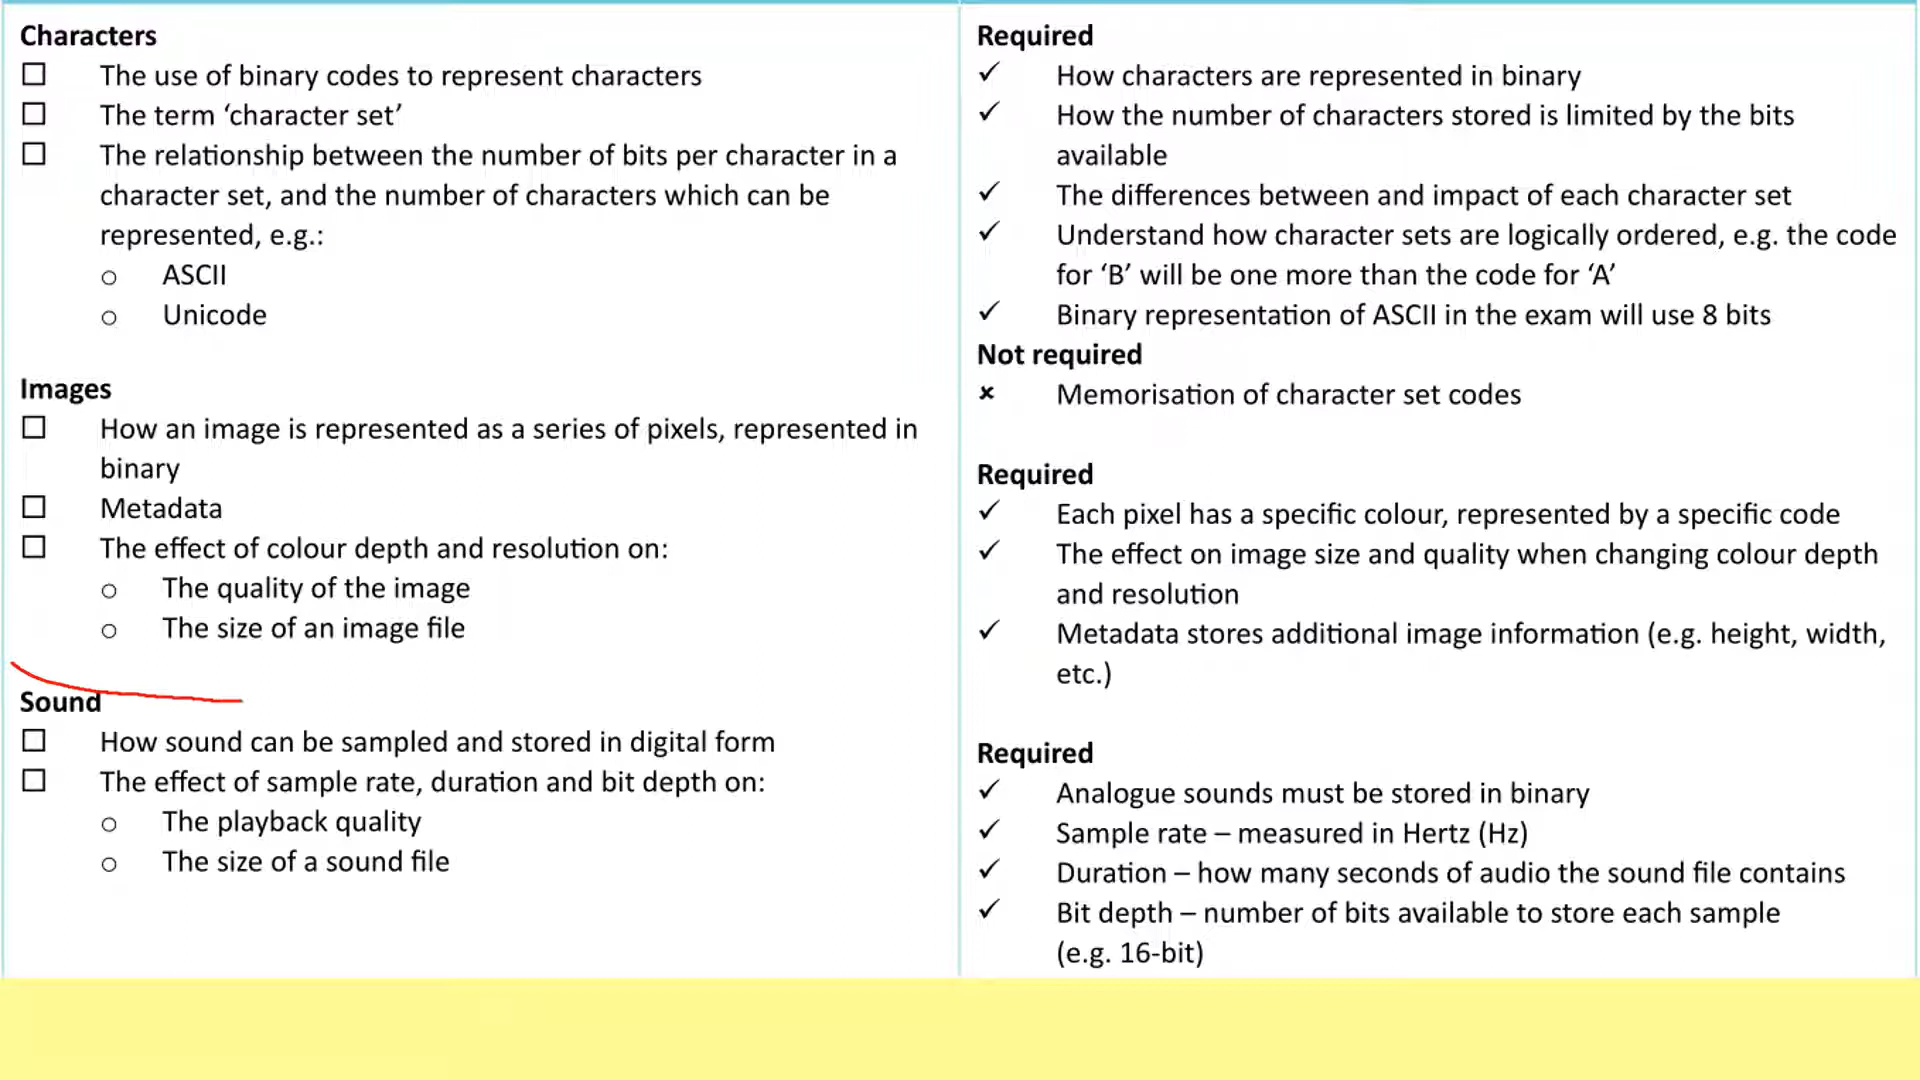 Characters
☐ The use of binary codes to represent characters
☐ The term ‘character set’
☐ The relationship between the number of bits per character in a
character set, and the number of characters which can be
represented, e.g.:
o ASCII
o Unicode
Images
☐ How an image is represented as a series of pixels, represented in
binary
☐ Metadata
☐ The effect of colour depth and resolution on:
o The quality of the image
o The size of an image file
Sound
☐ How sound can be sampled and stored in digital form
☐ The effect of sample rate, duration and bit depth on:
o The playback quality
o The size of a sound file
Required
✓ How characters are represented in binary
✓ How the number of characters stored is limited by the bits
available
✓ The differences between and impact of each character set
✓ Understand how character sets are logically ordered, e.g. the code
for ‘B’ will be one more than the code for ‘A’
✓ Binary representation of ASCII in the exam will use 8 bits
Not required
× Memorisation of character set codes
Required
✓ Each pixel has a specific colour, represented by a specific code
✓ The effect on image size and quality when changing colour depth
and resolution
✓ Metadata stores additional image information (e.g. height, width,
etc.)
Required
✓ Analogue sounds must be stored in binary
✓ Sample rate – measured in Hertz (Hz)
✓ Duration – how many seconds of audio the sound file contains
✓ Bit depth – number of bits available to store each sample
(e.g. 16-bit)